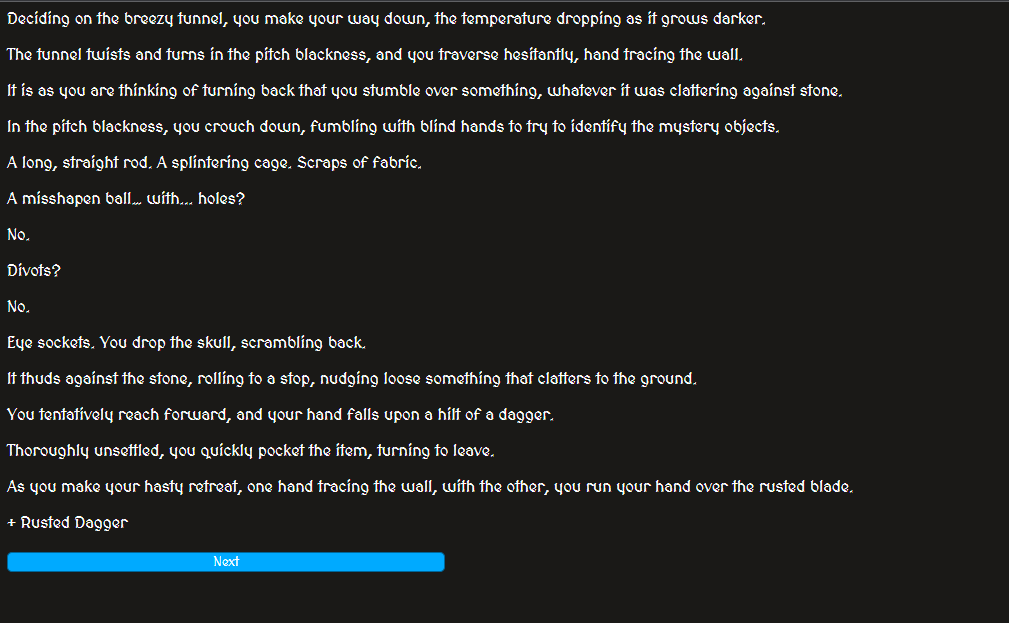 Deciding on the breezy tunnel, you make your way down, the temperature dropping as it grows darker.
The tunnel twists and turns in the pitch blackness, and you traverse hesitantly, hand tracing the wall.
It is as you are thinking of turning back that you stumble over something, whatever it was clattering against stone.
In the pitch blackness, you crouch down, fumbling with blind hands to try to identify the mystery objects.
A long, straight rod. A splintering cage. Scraps of fabric.
A misshapen ball… with... holes?
No.
Divots?
No.
Eye sockets. You drop the skull, scrambling back.
It thuds against the stone, rolling to a stop, nudging loose something that clatters to the ground.
You tentatively reach forward, and your hand falls upon a hilt of a dagger.
Thoroughly unsettled, you quickly pocket the item, turning to leave.
As you make your hasty retreat, one hand tracing the wall, with the other, you run your hand over the rusted blade.
+ Rusted Dagger
Next